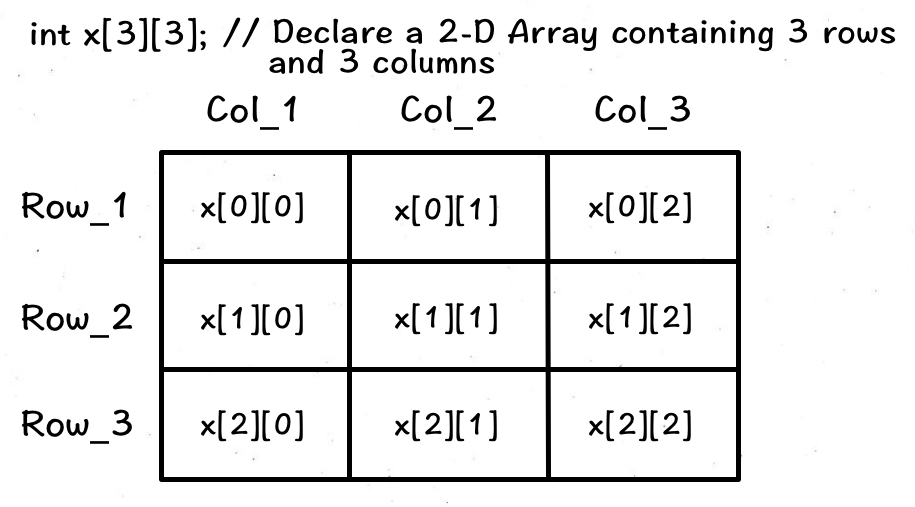 int x[3][3]; // Declare a 2-D Array containing 3 rows
and 3 columns
Col_1 Col_2 Col_3
Row_1 x[0][0] x[0][1] x[0][2]
Row_2 x[1][0] x[1][1] x[1][2]
Row_3 x[2][0] x[2][1] x[2][2]